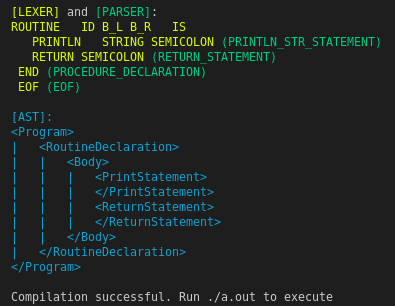 [LEXER] and [PARSER]:
ROUTINE   ID B_L B_R   IS
   PRINTLN   STRING SEMICOLON (PRINTLN_STR_STATEMENT)
   RETURN SEMICOLON (RETURN_STATEMENT)
 END (PROCEDURE_DECLARATION)
 EOF (EOF)

[AST]:
<Program>
|   <RoutineDeclaration>
|   |   <Body>
|   |   |   <PrintStatement>
|   |   |   </PrintStatement>
|   |   |   <ReturnStatement>
|   |   |   </ReturnStatement>
|   |   </Body>
|   </RoutineDeclaration>
</Program>

Compilation successful. Run ./a.out to execute